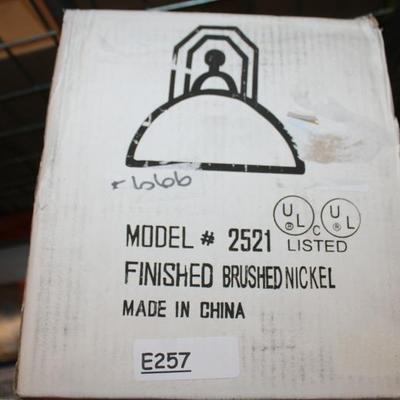 666
UL C UL
LISTED
MODEL # 2521
FINISHED BRUSHED NICKEL
MADE IN CHINA
E257